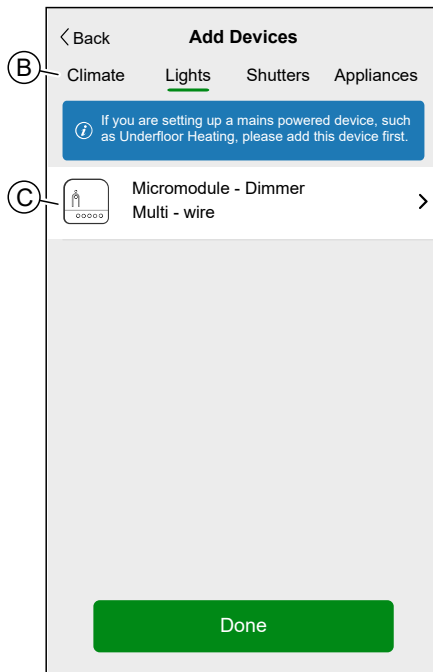 Back
Add Devices
B
Climate Lights Shutters Appliances
i If you are setting up a mains powered device, such
as Underfloor Heating, please add this device first.
C
Micromodule - Dimmer
Multi - wire
Done